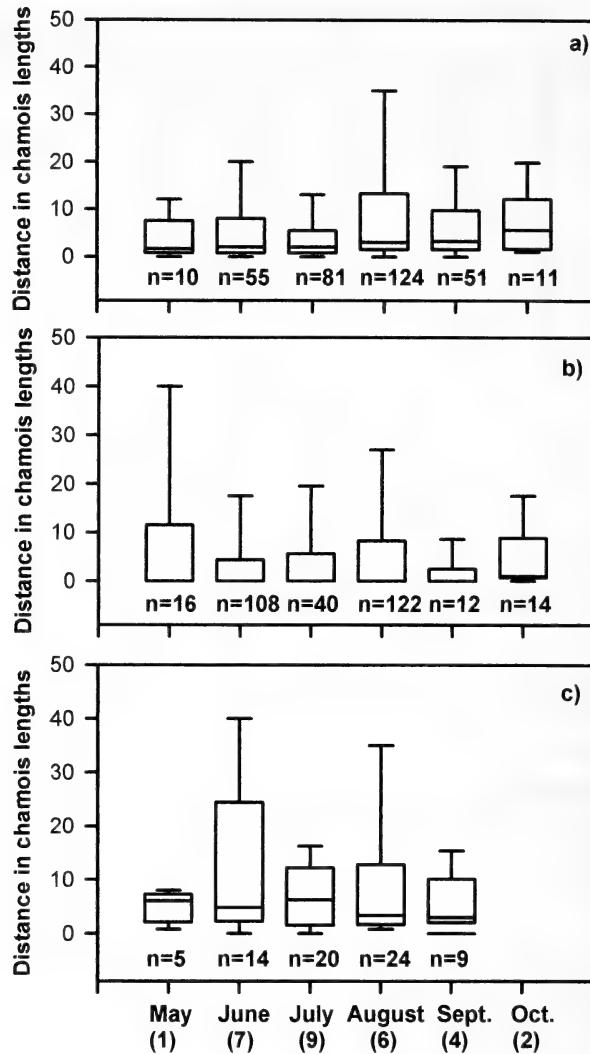 Distance in chamois lengths
50
40
30
20
10
0
a)
n=10 n=55 n=81 n=124 n=51 n=11
Distance in chamois lengths
50
40
30
20
10
0
b)
n=16 n=108 n=40 n=122 n=12 n=14
Distance in chamois lengths
50
40
30
20
10
0
c)
n=5 n=14 n=20 n=24 n=9
May June July August Sept. Oct.
(1) (7) (9) (6) (4) (2)